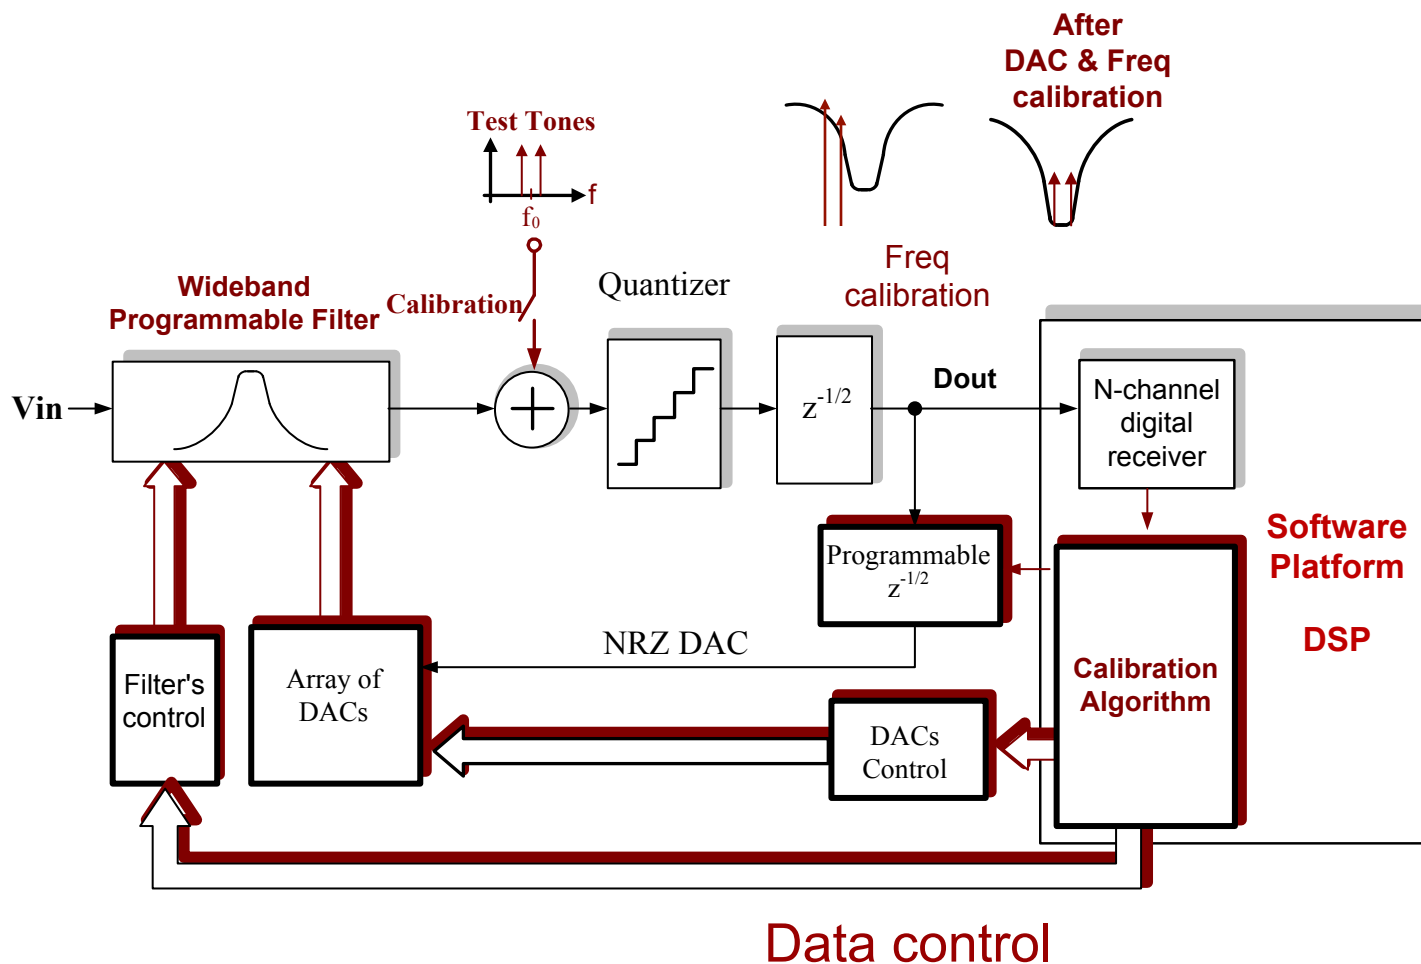 After
DAC & Freq
calibration
Test Tones
f
f0
Freq
calibration
Wideband
Programmable Filter
Calibration
Quantizer
Vin
z-1/2
Dout
N-channel
digital
receiver
Programmable
z-1/2
Software
Platform
DSP
NRZ DAC
Filter's
control
Array of
DACs
DACs
Control
Calibration
Algorithm
Data control